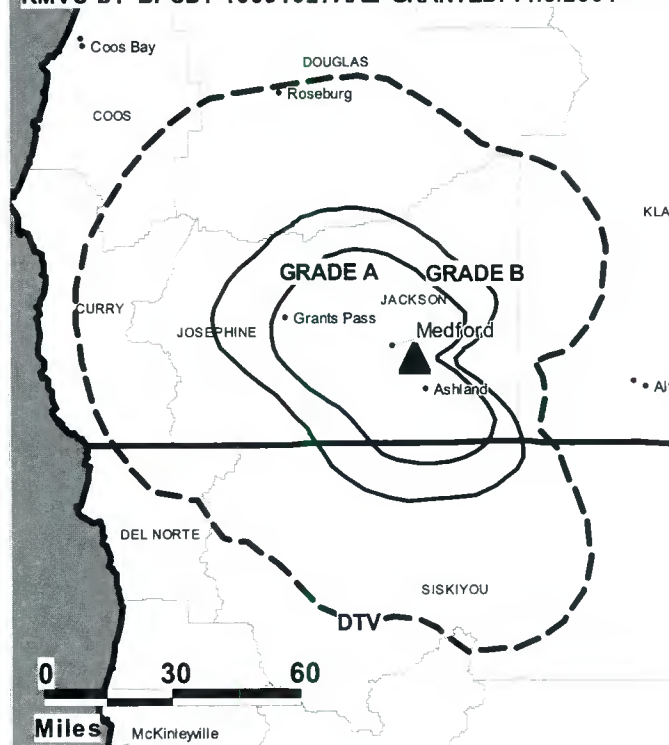 Coos Bay
DOUGLAS
Roseburg
COOS
KLA
GRADE A
GRADE B
JACKSON
CURRY
Grants Pass
JOSEPHINE
Medford
Ashland
DEL NORTE
SISKIYOU
DTV
0 30 60
Miles
McKinleyville